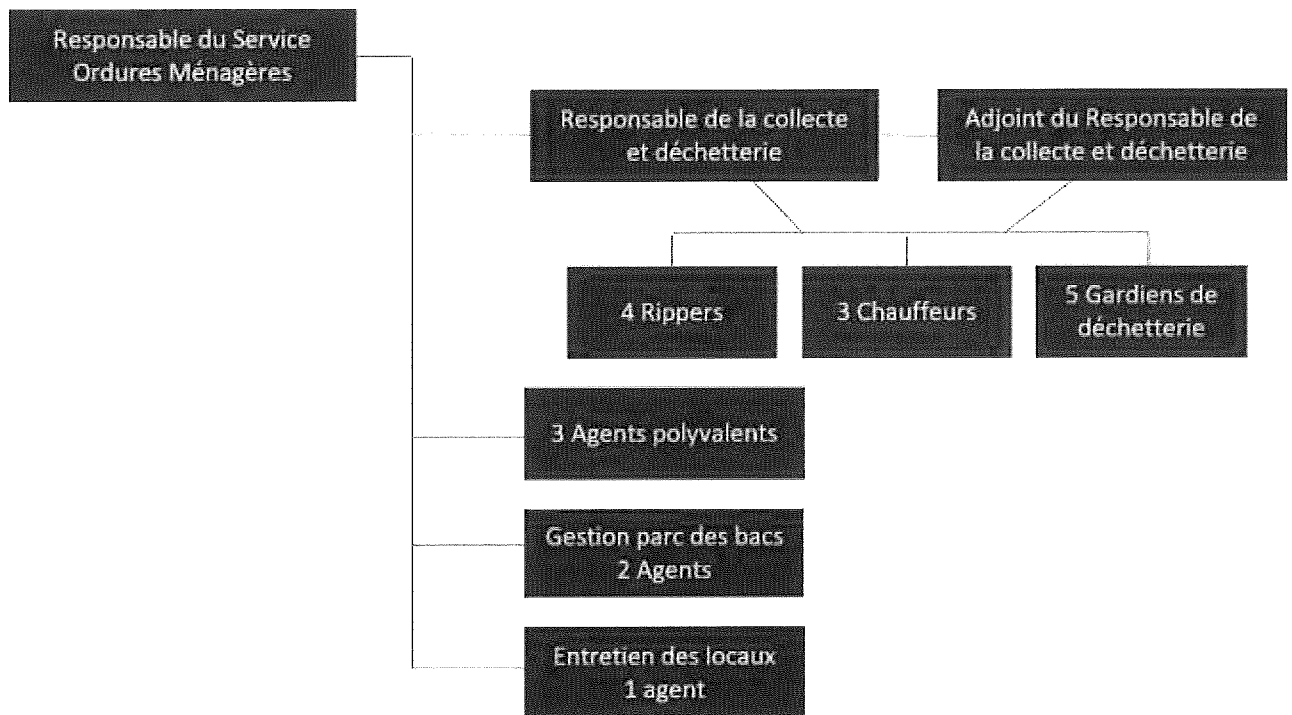 Responsable du Service
Ordures Ménagères
Responsable de la collecte
et déchetterie
Adjoint du Responsable de
la collecte et déchetterie
4 Rippers
3 Chauffeurs
5 Gardiens de
déchetterie
3 Agents polyvalents
Gestion parc des bacs
2 Agents
Entretien des locaux
1 agent